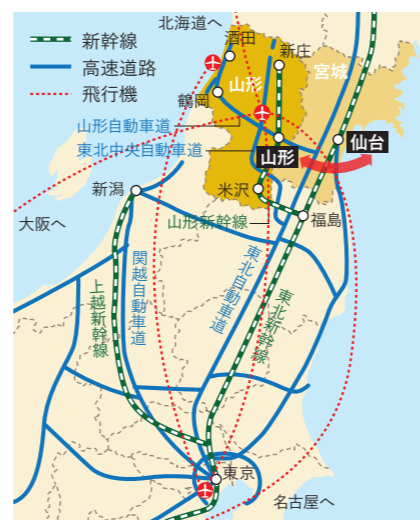 北海道へ
新幹線
高速道路
飛行機
酒田
新庄
宮城
山形
鶴岡
山形自動車道
東北中央自動車道
山形
仙台
米沢
新潟
大阪へ
山形新幹線
福島
関越自動車道
上越新幹線
東北自動車道
東北新幹線
東京
名古屋へ